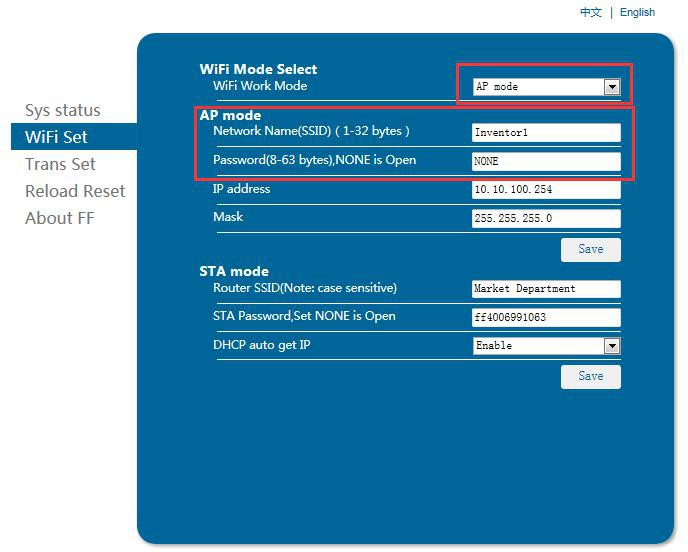 中文 | English
Sys status
WiFi Set
Trans Set
Reload Reset
About FF
WiFi Mode Select
WiFi Work Mode AP mode
AP mode
Network Name(SSID) ( 1-32 bytes ) Inventor1
Password(8-63 bytes),NONE is Open NONE
IP address 10.10.100.254
Mask 255.255.255.0
Save
STA mode
Router SSID(Note: case sensitive) Market Department
STA Password,Set NONE is Open ff4006991063
DHCP auto get IP Enable
Save